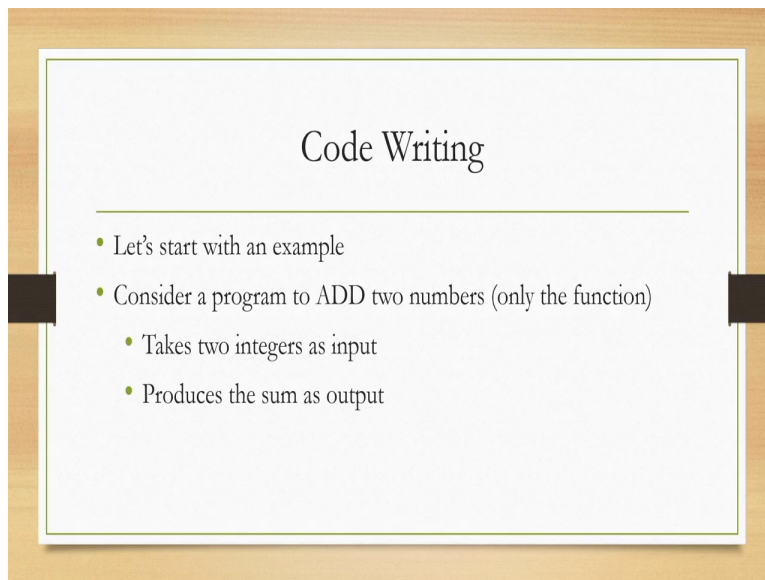 Code Writing
• Let’s start with an example
• Consider a program to ADD two numbers (only the function)
• Takes two integers as input
• Produces the sum as output